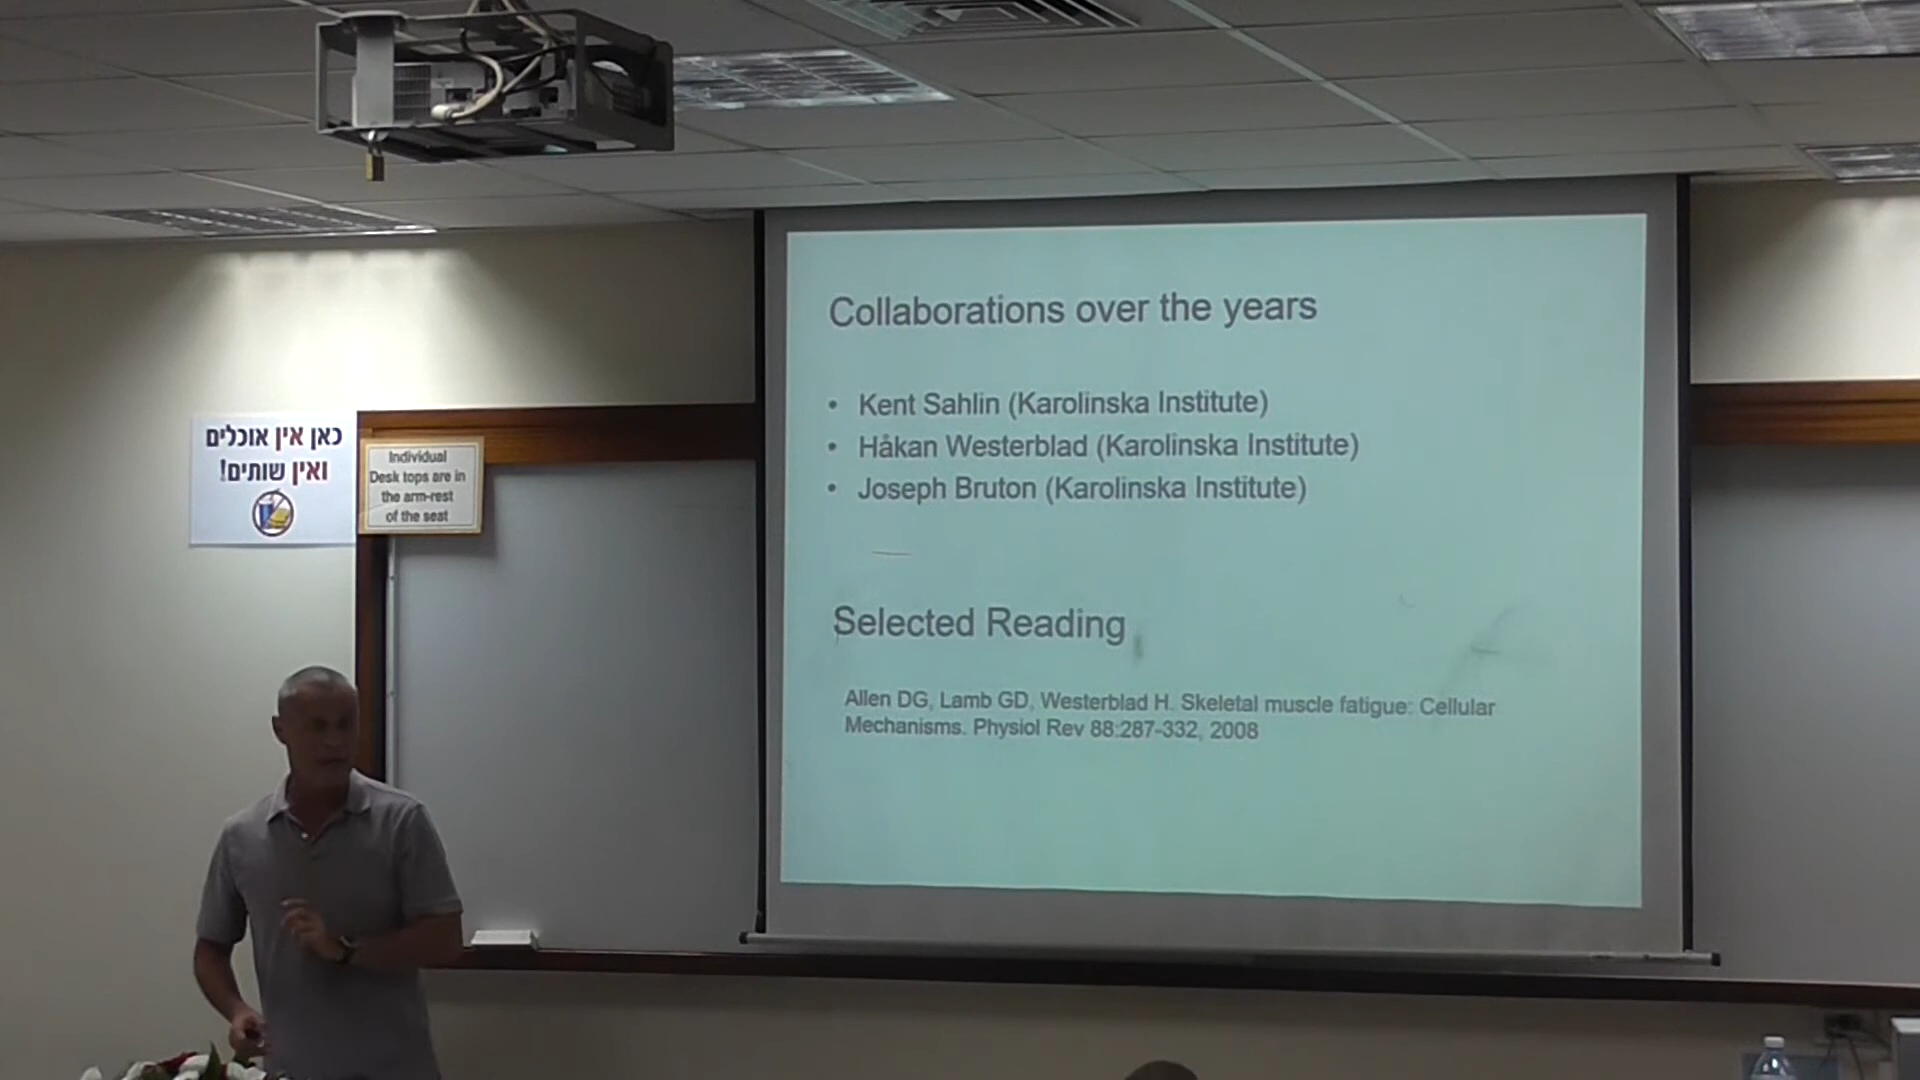 כאן אין אוכלים
ואין שותים!
Individual
Desk tops are in
the arm-rest
of the seat
Collaborations over the years
• Kent Sahlin (Karolinska Institute)
• Håkan Westerblad (Karolinska Institute)
• Joseph Bruton (Karolinska Institute)
Selected Reading
Allen DG, Lamb GD, Westerblad H. Skeletal muscle fatigue: Cellular
Mechanisms. Physiol Rev 88:287-332, 2008